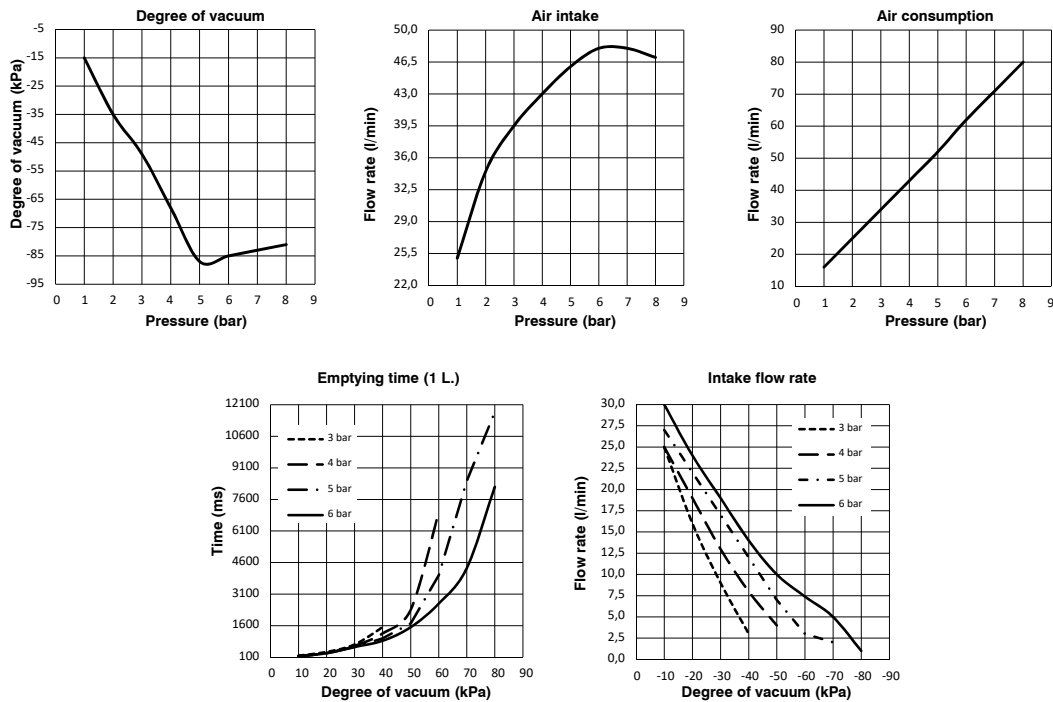 Degree of vacuum
Degree of vacuum (kPa)
-5
-15
-25
-35
-45
-55
-65
-75
-85
-95
0 1 2 3 4 5 6 7 8 9
Pressure (bar)
Air intake
Flow rate (l/min)
50,0
46,5
43,0
39,5
36,0
32,5
29,0
25,5
22,0
0 1 2 3 4 5 6 7 8 9
Pressure (bar)
Air consumption
Flow rate (l/min)
90
80
70
60
50
40
30
20
10
0 1 2 3 4 5 6 7 8 9
Pressure (bar)
Emptying time (1 L.)
Time (ms)
12100
10600
9100
7600
6100
4600
3100
1600
100
3 bar
4 bar
5 bar
6 bar
0 10 20 30 40 50 60 70 80 90
Degree of vacuum (kPa)
Intake flow rate
Flow rate (l/min)
30,0
27,5
25,0
22,5
20,0
17,5
15,0
12,5
10,0
7,5
5,0
2,5
0,0
3 bar
4 bar
5 bar
6 bar
0 -10 -20 -30 -40 -50 -60 -70 -80 -90
Degree of vacuum (kPa)